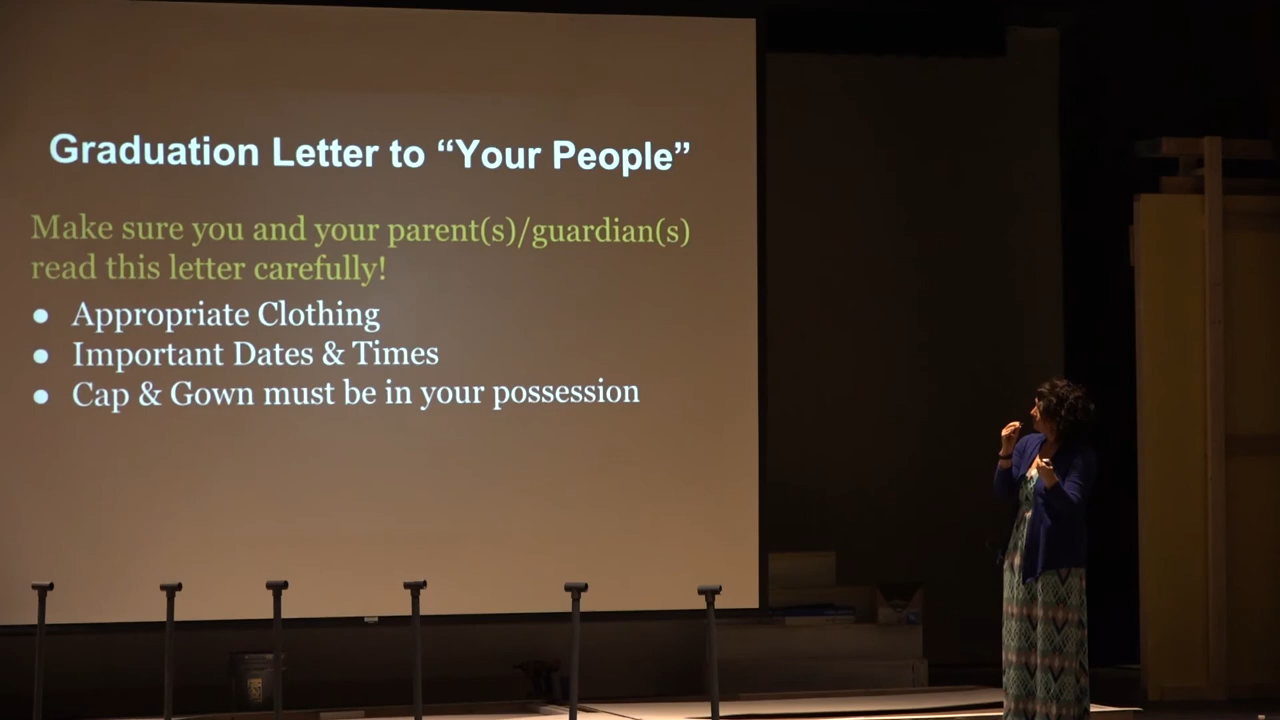 Graduation Letter to “Your People”
Make sure you and your parent(s)/guardian(s)
read this letter carefully!
● Appropriate Clothing
● Important Dates & Times
● Cap & Gown must be in your possession